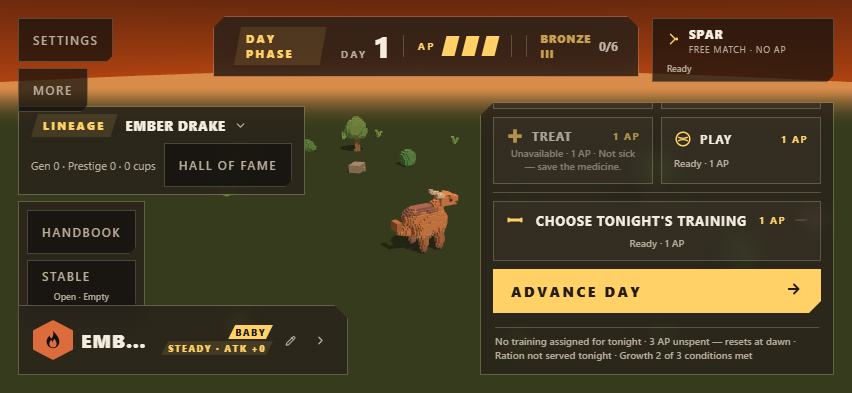 SETTINGS
MORE
DAY PHASE
DAY 1
AP
BRONZE III
0/6
SPAR
FREE MATCH · NO AP
Ready
LINEAGE
EMBER DRAKE
Gen 0 · Prestige 0 · 0 cups
HALL OF FAME
HANDBOOK
STABLE
Open · Empty
EMB...
BABY
STEADY · ATK +0
TREAT 1 AP
Unavailable · 1 AP · Not sick
— save the medicine.
PLAY 1 AP
Ready · 1 AP
CHOOSE TONIGHT'S TRAINING 1 AP
Ready · 1 AP
ADVANCE DAY
No training assigned for tonight · 3 AP unspent — resets at dawn ·
Ration not served tonight · Growth 2 of 3 conditions met